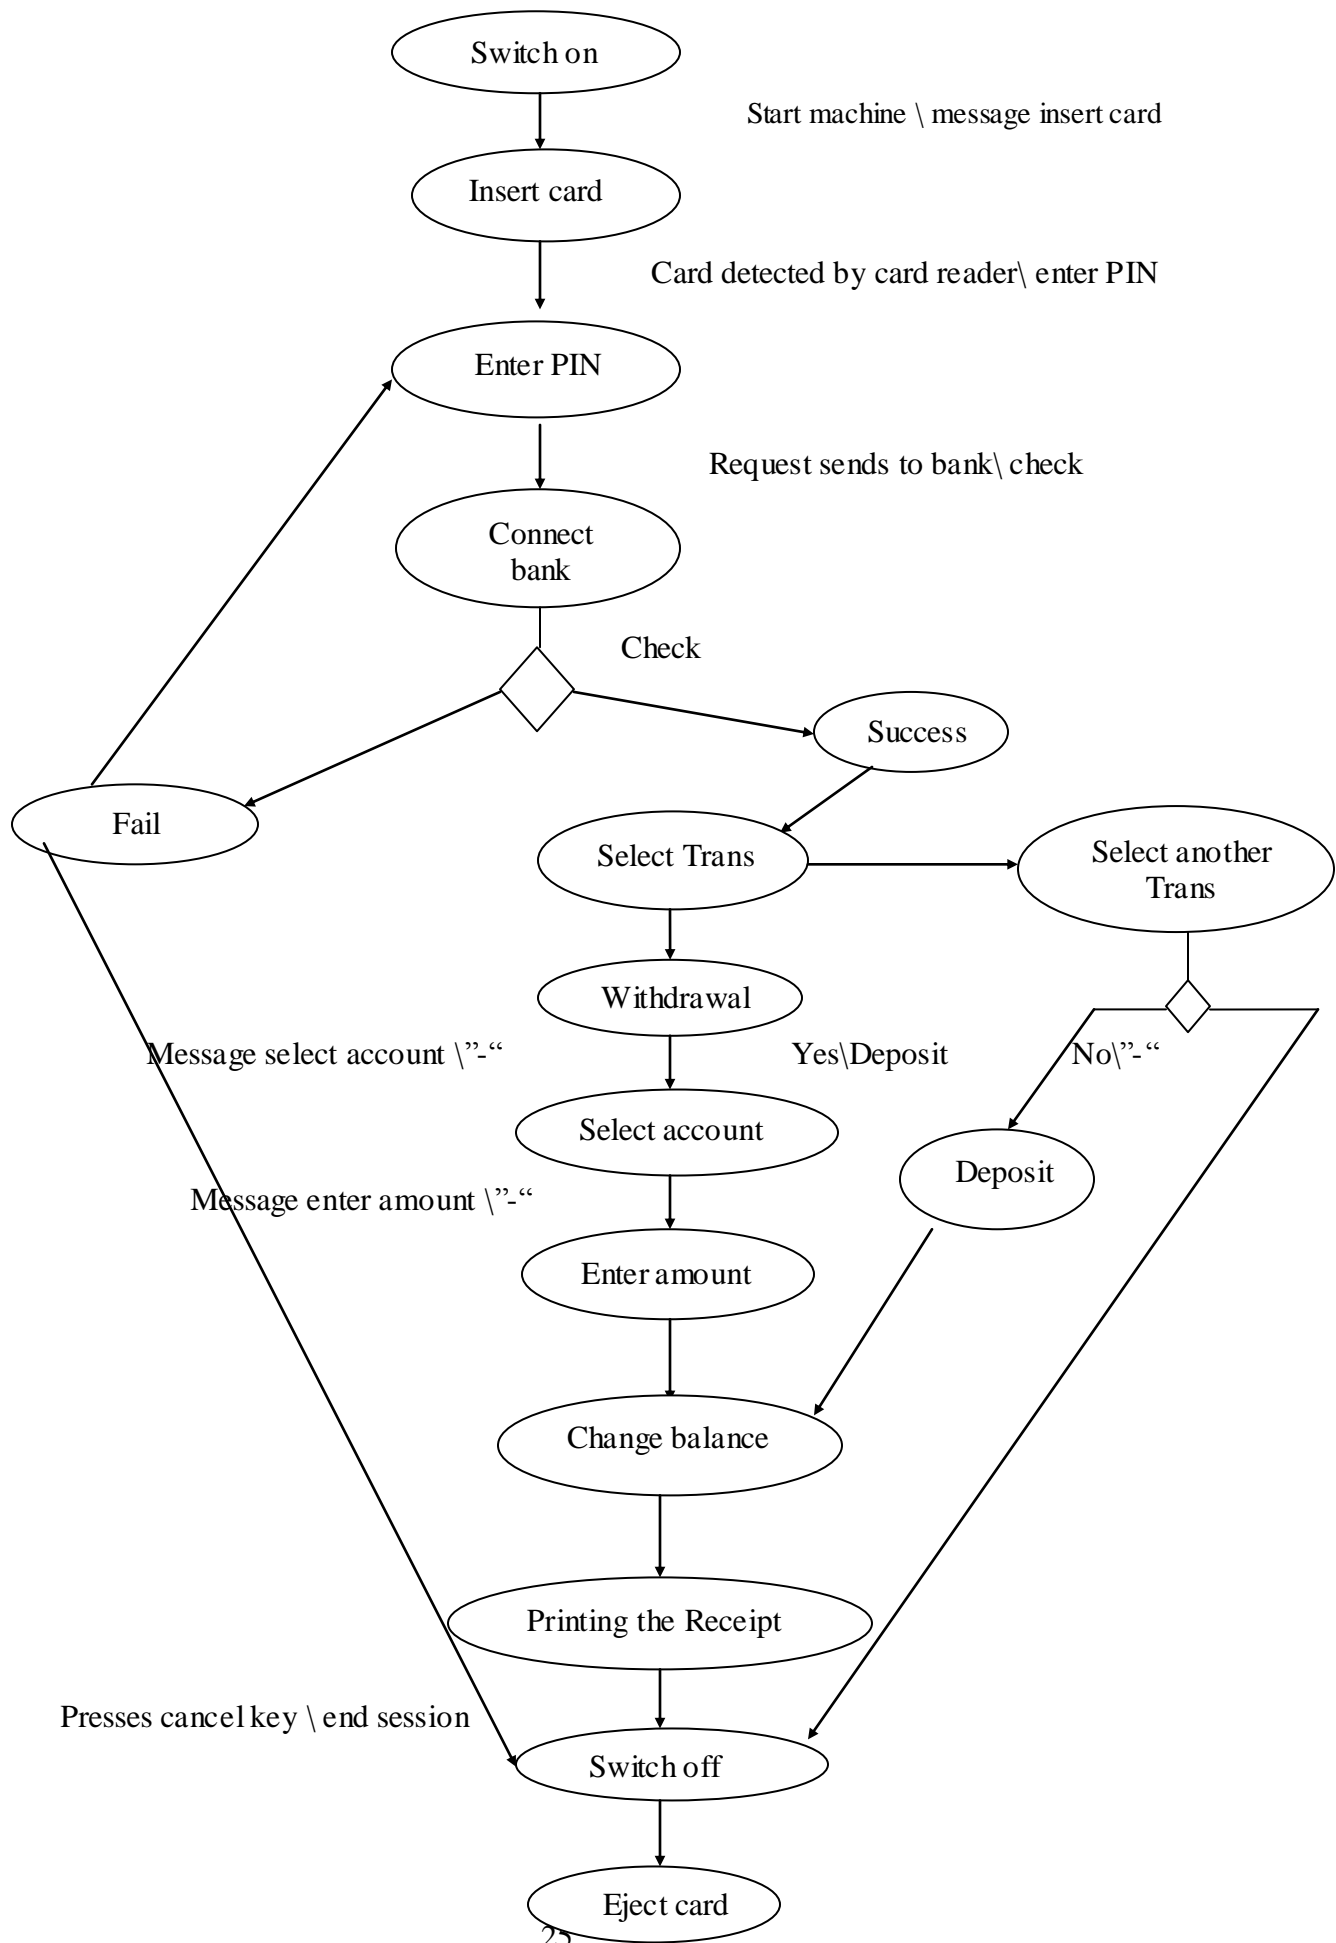 Switch on
Start machine \ message insert card
Insert card
Card detected by card reader\ enter PIN
Enter PIN
Request sends to bank\ check
Connect
bank
Check
Success
Fail
Select Trans
Select another
Trans
Withdrawal
Message select account \”-“
Yes\Deposit
No\”-“
Select account
Deposit
Message enter amount \”-“
Enter amount
Change balance
Printing the Receipt
Presses cancel key \ end session
Switch off
Eject card
25